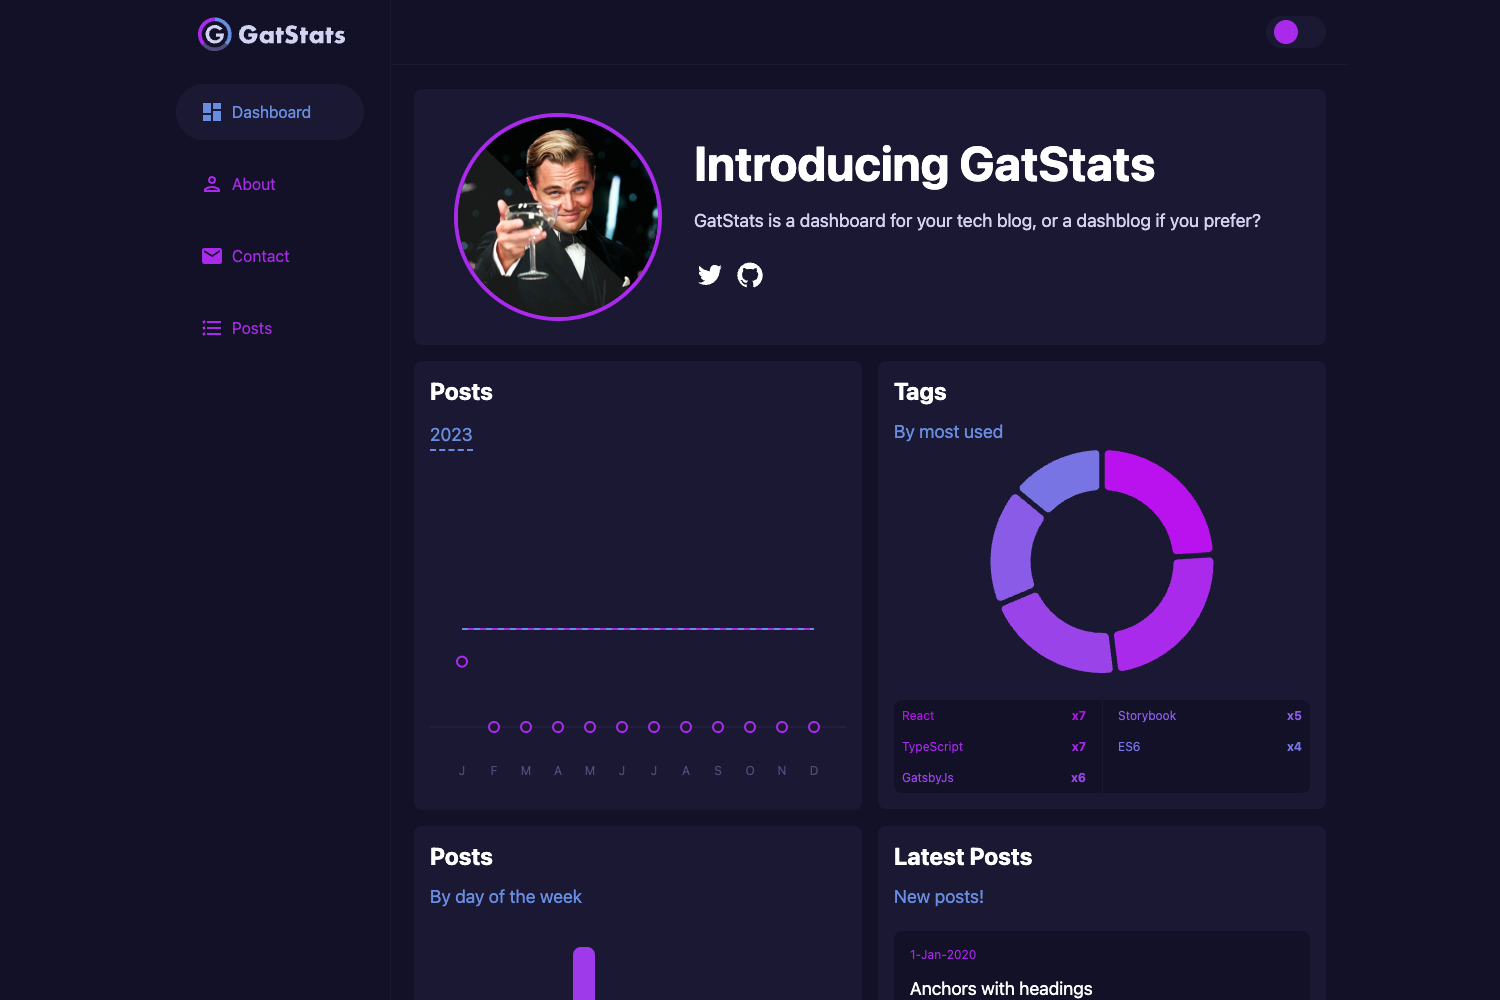 GatStats
Dashboard
About
Contact
Posts
Introducing GatStats
GatStats is a dashboard for your tech blog, or a dashblog if you prefer?
Posts
2023
J F M A M J J A S O N D
Tags
By most used
React x7
TypeScript x7
GatsbyJs x6
Storybook x5
ES6 x4
Posts
By day of the week
Latest Posts
New posts!
1-Jan-2020
Anchors with headings